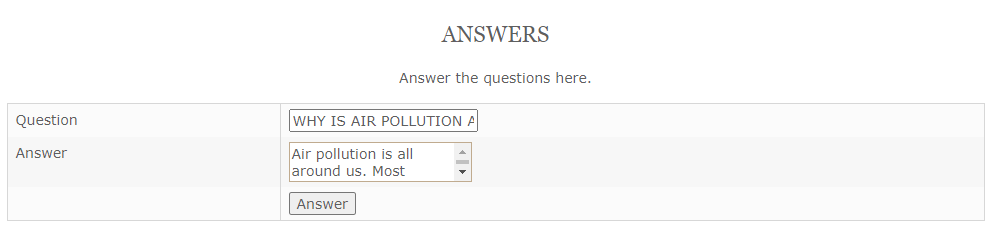 ANSWERS
Answer the questions here.
Question
WHY IS AIR POLLUTION A
Answer
Air pollution is all
around us. Most
Answer